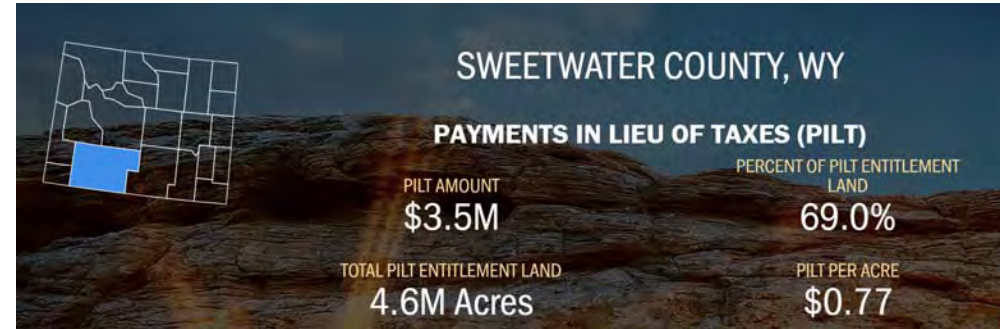 SWEETWATER COUNTY, WY
PAYMENTS IN LIEU OF TAXES (PILT)
PILT AMOUNT
$3.5M
PERCENT OF PILT ENTITLEMENT
LAND
69.0%
TOTAL PILT ENTITLEMENT LAND
4.6M Acres
PILT PER ACRE
$0.77